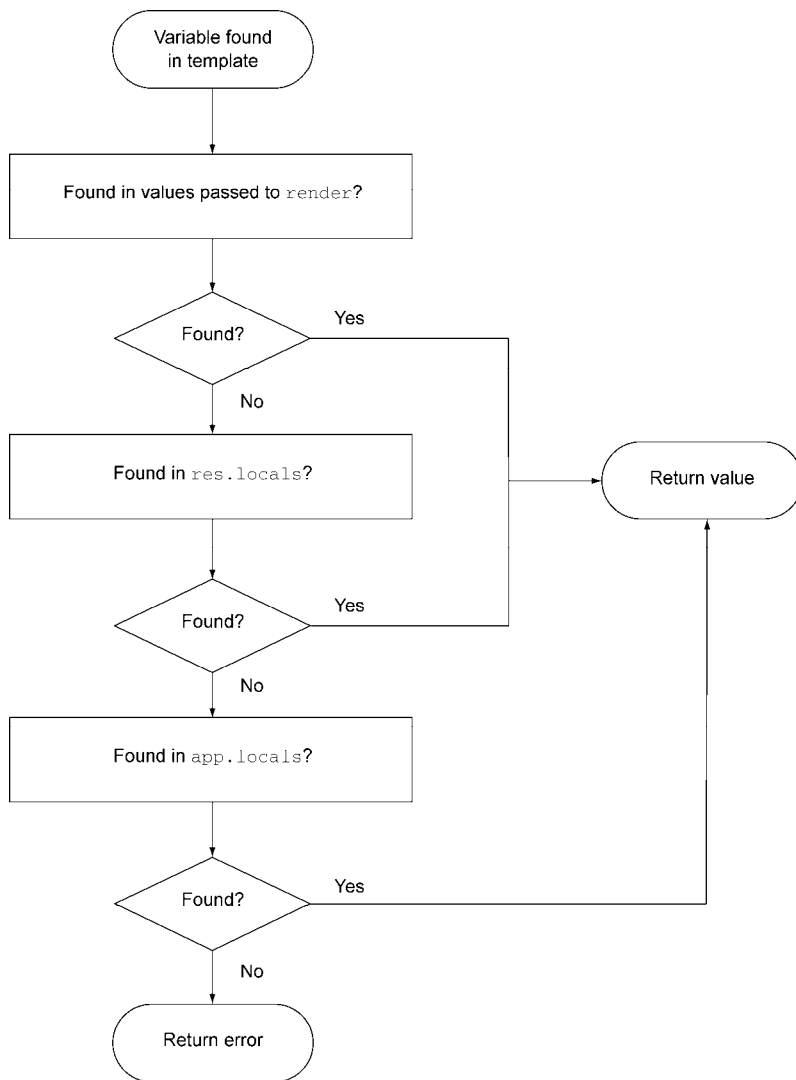 Variable found
in template
Found in values passed to render?
Found?
Yes
No
Found in res.locals?
Return value
Found?
Yes
No
Found in app.locals?
Found?
Yes
No
Return error